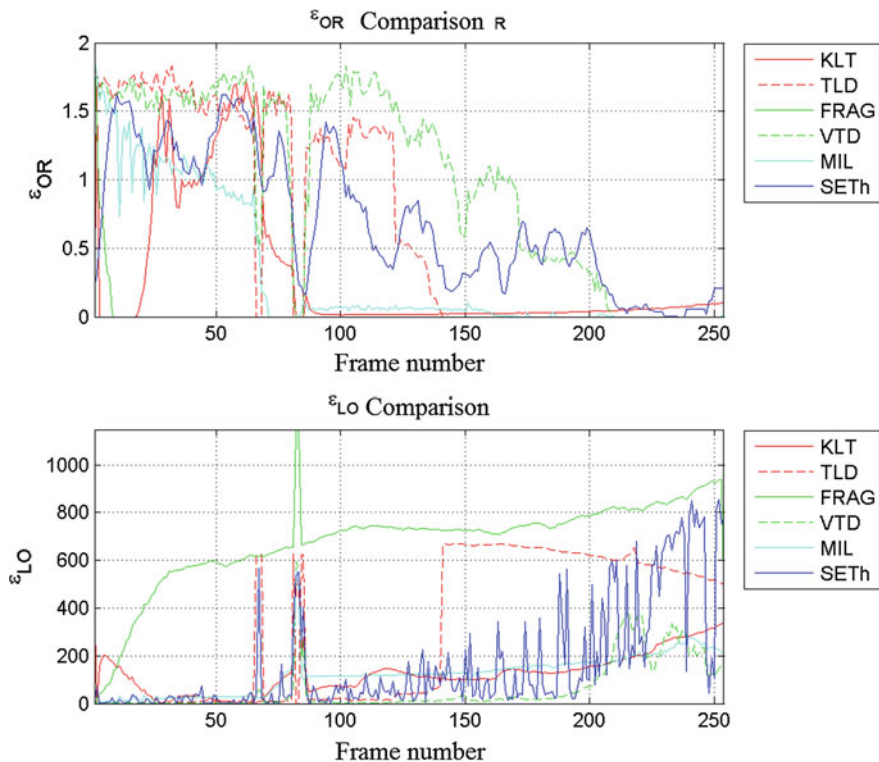 εOR Comparison R
2
1.5
1
0.5
0
εOR
50 100 150 200 250
Frame number
KLT
TLD
FRAG
VTD
MIL
SETh
εLO Comparison
1000
800
600
400
200
0
εLO
50 100 150 200 250
Frame number
KLT
TLD
FRAG
VTD
MIL
SETh